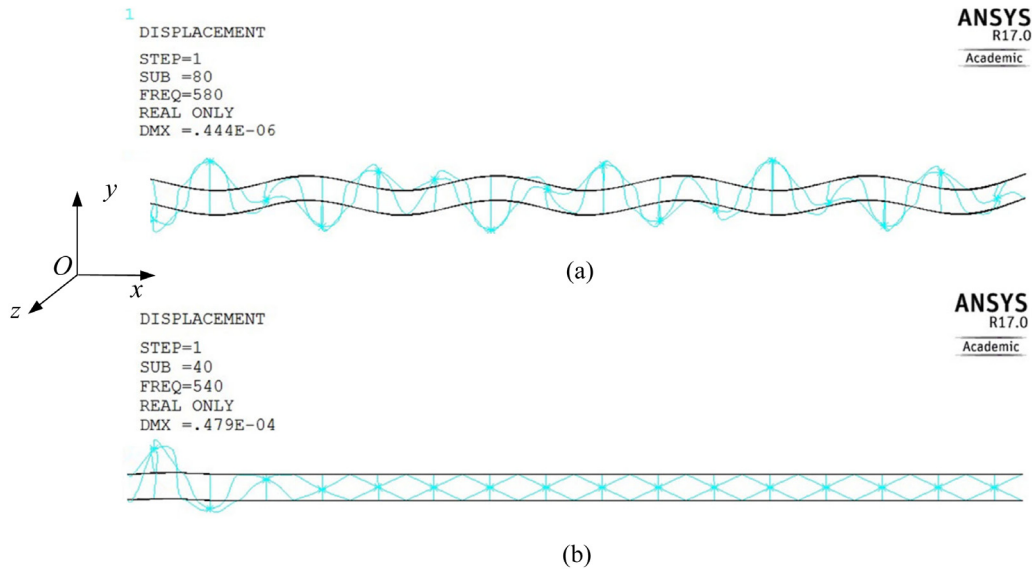 1
DISPLACEMENT
STEP=1
SUB =80
FREQ=580
REAL ONLY
DMX =.444E-06
ANSYS
R17.0
Academic
y
O
x
z
(a)
DISPLACEMENT
STEP=1
SUB =40
FREQ=540
REAL ONLY
DMX =.479E-04
ANSYS
R17.0
Academic
(b)